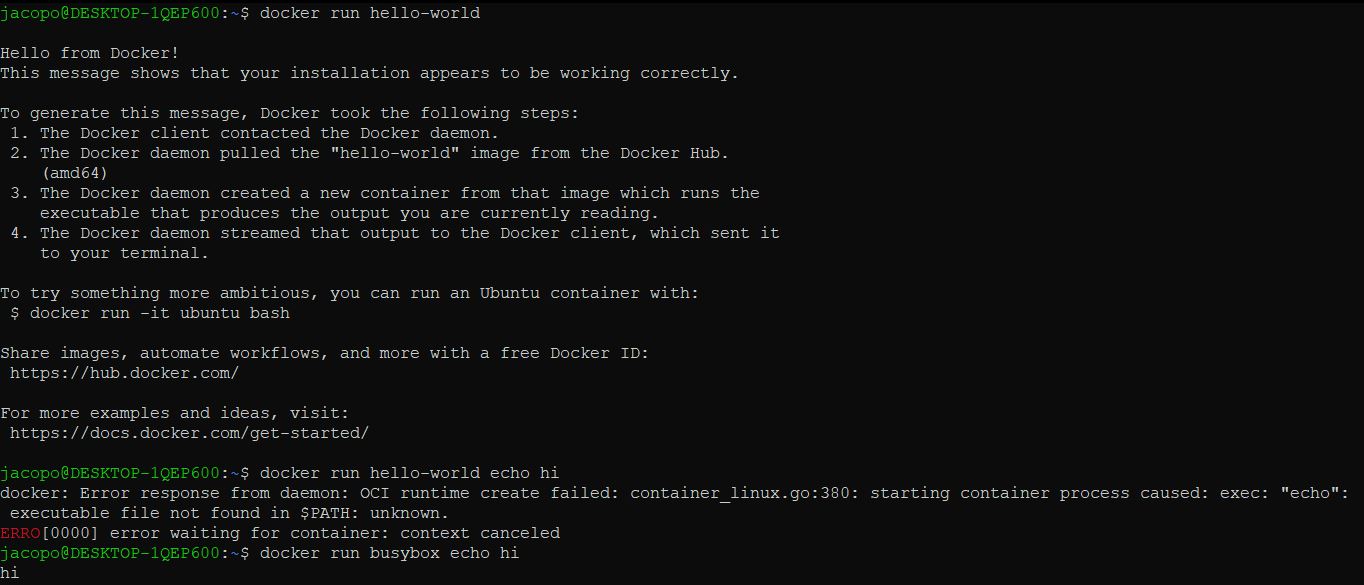 jacopo@DESKTOP-1QEP600:~$ docker run hello-world
Hello from Docker!
This message shows that your installation appears to be working correctly.
To generate this message, Docker took the following steps:
1. The Docker client contacted the Docker daemon.
2. The Docker daemon pulled the "hello-world" image from the Docker Hub.
(amd64)
3. The Docker daemon created a new container from that image which runs the
executable that produces the output you are currently reading.
4. The Docker daemon streamed that output to the Docker client, which sent it
to your terminal.
To try something more ambitious, you can run an Ubuntu container with:
$ docker run -it ubuntu bash
Share images, automate workflows, and more with a free Docker ID:
https://hub.docker.com/
For more examples and ideas, visit:
https://docs.docker.com/get-started/
jacopo@DESKTOP-1QEP600:~$ docker run hello-world echo hi
docker: Error response from daemon: OCI runtime create failed: container_linux.go:380: starting container process caused: exec: "echo":
executable file not found in $PATH: unknown.
ERRO[0000] error waiting for container: context canceled
jacopo@DESKTOP-1QEP600:~$ docker run busybox echo hi
hi